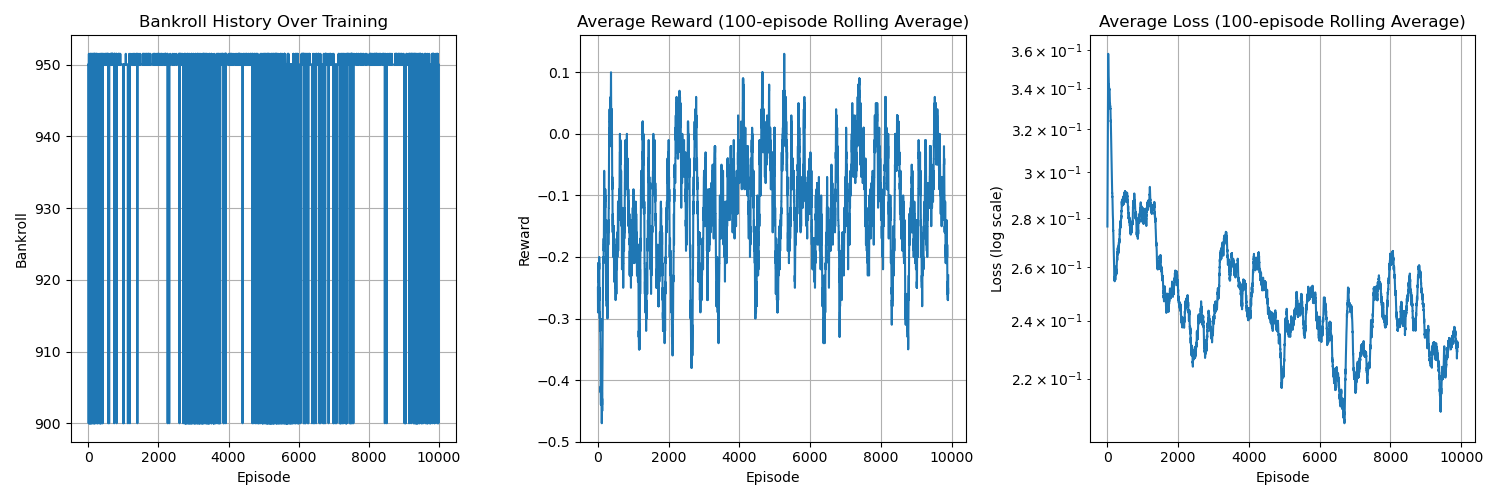 Bankroll History Over Training
Bankroll
950
940
930
920
910
900
0 2000 4000 6000 8000 10000
Episode
Average Reward (100-episode Rolling Average)
Reward
0.1
0.0
−0.1
−0.2
−0.3
−0.4
−0.5
0 2000 4000 6000 8000 10000
Episode
Average Loss (100-episode Rolling Average)
Loss (log scale)
3.6 × 10⁻¹
3.4 × 10⁻¹
3.2 × 10⁻¹
3 × 10⁻¹
2.8 × 10⁻¹
2.6 × 10⁻¹
2.4 × 10⁻¹
2.2 × 10⁻¹
0 2000 4000 6000 8000 10000
Episode